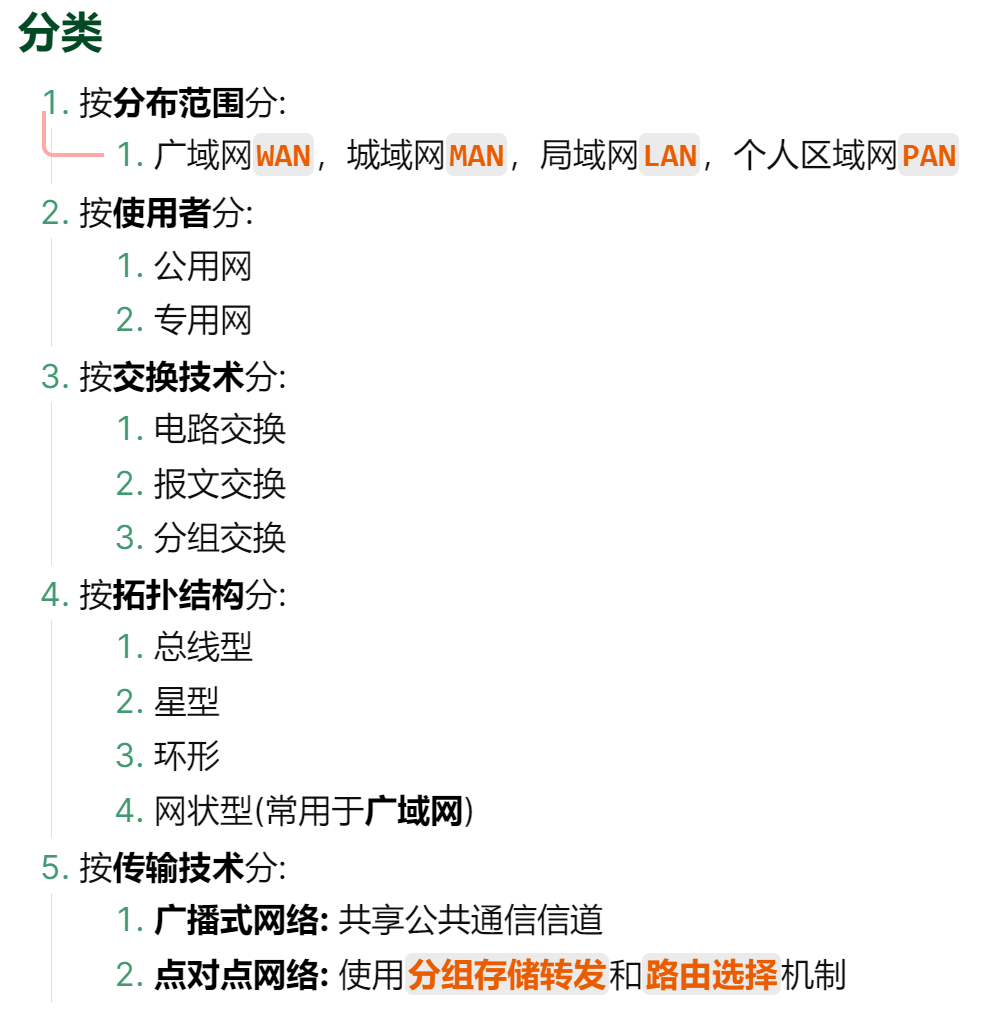 分类
1. 按分布范围分:
1. 广域网WAN，城域网MAN，局域网LAN，个人区域网PAN
2. 按使用者分:
1. 公用网
2. 专用网
3. 按交换技术分:
1. 电路交换
2. 报文交换
3. 分组交换
4. 按拓扑结构分:
1. 总线型
2. 星型
3. 环形
4. 网状型(常用于广域网)
5. 按传输技术分:
1. 广播式网络: 共享公共通信信道
2. 点对点网络: 使用分组存储转发和路由选择机制